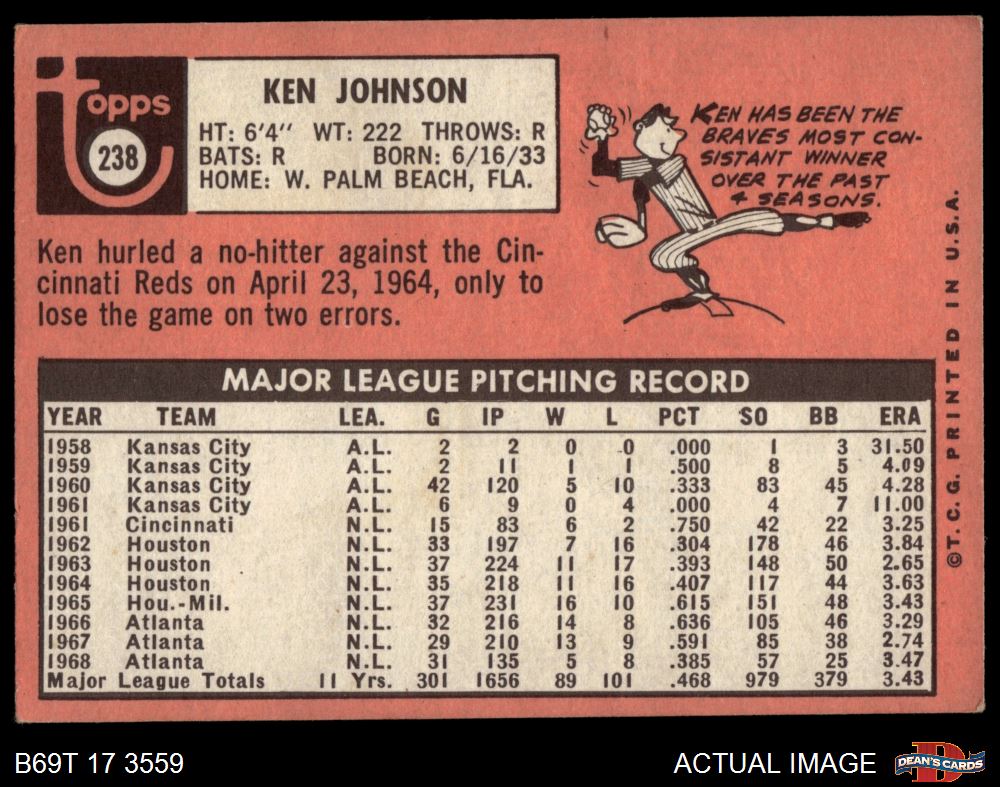 Topps
238
KEN JOHNSON
HT: 6'4" WT: 222 THROWS: R
BATS: R BORN: 6/16/33
HOME: W. PALM BEACH, FLA.
KEN HAS BEEN THE
BRAVES MOST CON-
SISTANT WINNER
OVER THE PAST
4 SEASONS.
Ken hurled a no-hitter against the Cin-
cinnati Reds on April 23, 1964, only to
lose the game on two errors.
MAJOR LEAGUE PITCHING RECORD
YEAR TEAM LEA. G IP W L PCT SO BB ERA
1958 Kansas City A.L. 2 2 0 0 .000 1 3 31.50
1959 Kansas City A.L. 2 11 1 1 .500 8 5 4.09
1960 Kansas City A.L. 42 120 5 10 .333 83 45 4.28
1961 Kansas City A.L. 6 9 0 4 .000 4 7 11.00
1961 Cincinnati N.L. 15 83 6 2 .750 42 22 3.25
1962 Houston N.L. 33 197 7 16 .304 178 46 3.84
1963 Houston N.L. 37 224 11 17 .393 148 50 2.65
1964 Houston N.L. 35 218 11 16 .407 117 44 3.63
1965 Hou.-Mil. N.L. 37 231 16 10 .615 151 48 3.43
1966 Atlanta N.L. 32 216 14 8 .636 105 46 3.29
1967 Atlanta N.L. 29 210 13 9 .591 85 38 2.74
1968 Atlanta N.L. 31 135 5 8 .385 57 25 3.47
Major League Totals 11 Yrs. 301 1656 89 101 .468 979 379 3.43
©T.C.G. PRINTED IN U.S.A.
B69T 17 3559
ACTUAL IMAGE
DEAN'S CARDS